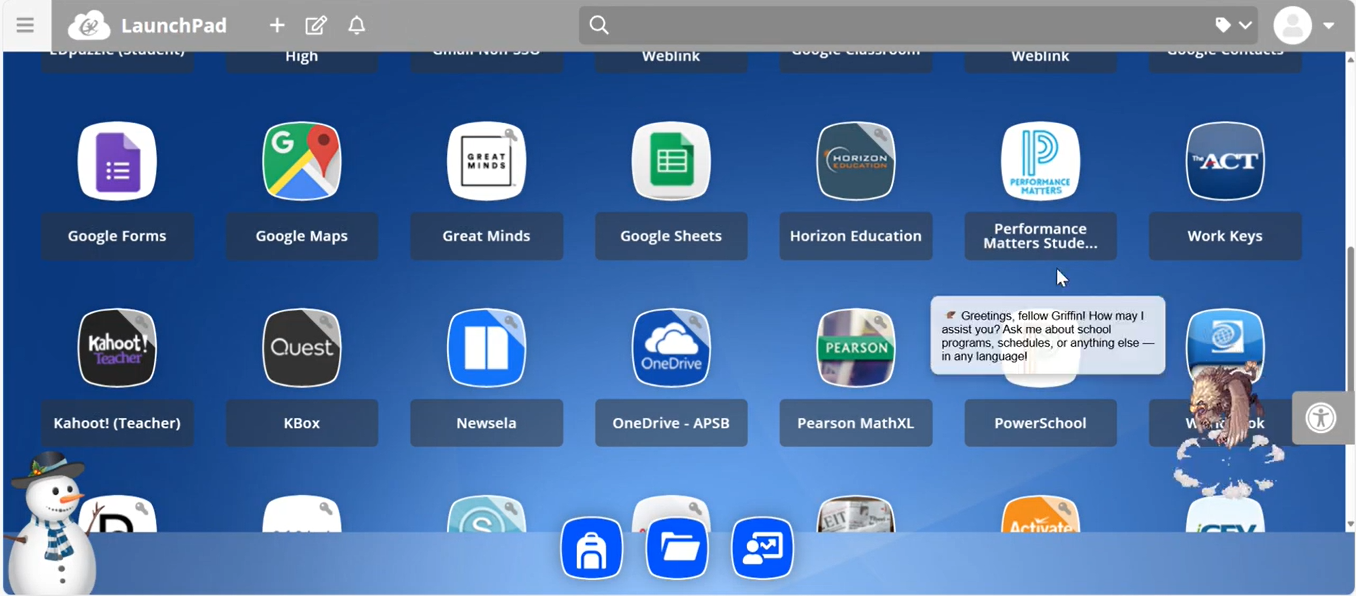 LaunchPad
EDpuzzle (Student)
High
Gmail Non-SSO
Weblink
Google Classroom
Weblink
Google Contacts
G
GREAT
MINDS
HORIZON
EDUCATION
PERFORMANCE
MATTERS
The ACT
Google Forms
Google Maps
Great Minds
Google Sheets
Horizon Education
Performance
Matters Stude...
Work Keys
Kahoot!
Teacher
Quest
OneDrive
PEARSON
Greetings, fellow Griffin! How may I
assist you? Ask me about school
programs, schedules, or anything else —
in any language!
Kahoot! (Teacher)
KBox
Newsela
OneDrive - APSB
Pearson MathXL
PowerSchool
S
Activate
iCEV